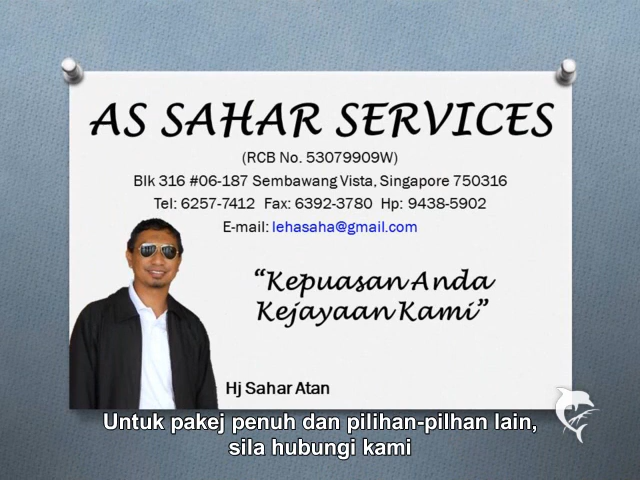 AS SAHAR SERVICES
(RCB No. 53079909W)
Blk 316 #06-187 Sembawang Vista, Singapore 750316
Tel: 6257-7412  Fax: 6392-3780  Hp: 9438-5902
E-mail: lehasaha@gmail.com
“Kepuasan Anda
Kejayaan Kami”
Hj Sahar Atan
Untuk pakej penuh dan pilihan-pilhan lain,
sila hubungi kami